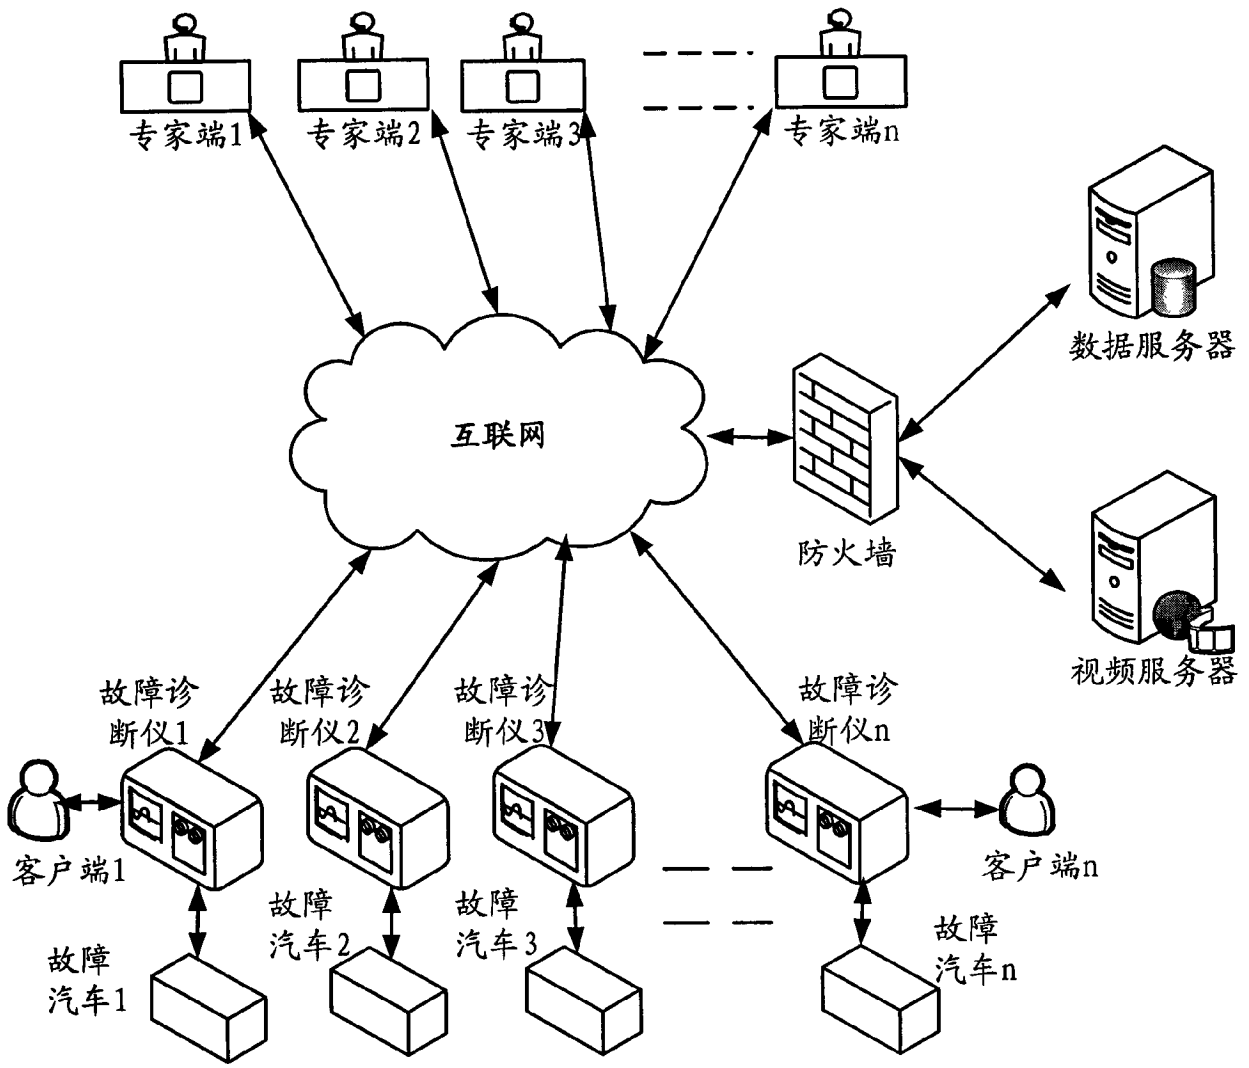 专家端1
专家端2
专家端3
专家端n
数据服务器
互联网
防火墙
视频服务器
故障诊
断仪1
故障诊
断仪2
故障诊
断仪3
故障诊
断仪n
客户端1
客户端n
故障
汽车1
故障
汽车2
故障
汽车3
故障
汽车n